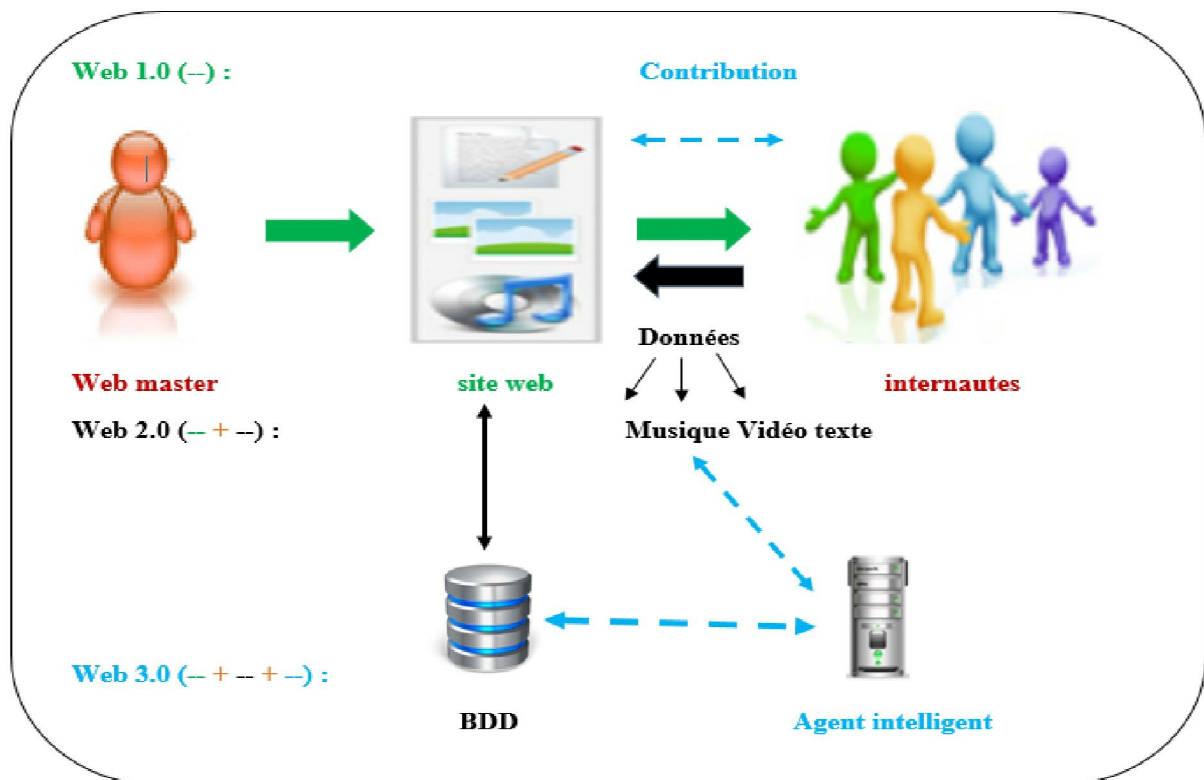 Web 1.0 (--) :
Contribution
Données
Web master
site web
internautes
Web 2.0 (-- + --) :
Musique Vidéo texte
Web 3.0 (-- + -- + --) :
BDD
Agent intelligent